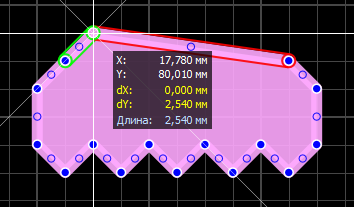 X: 17,780 мм
Y: 80,010 мм
dX: 0,000 мм
dY: 2,540 мм
Длина: 2,540 мм